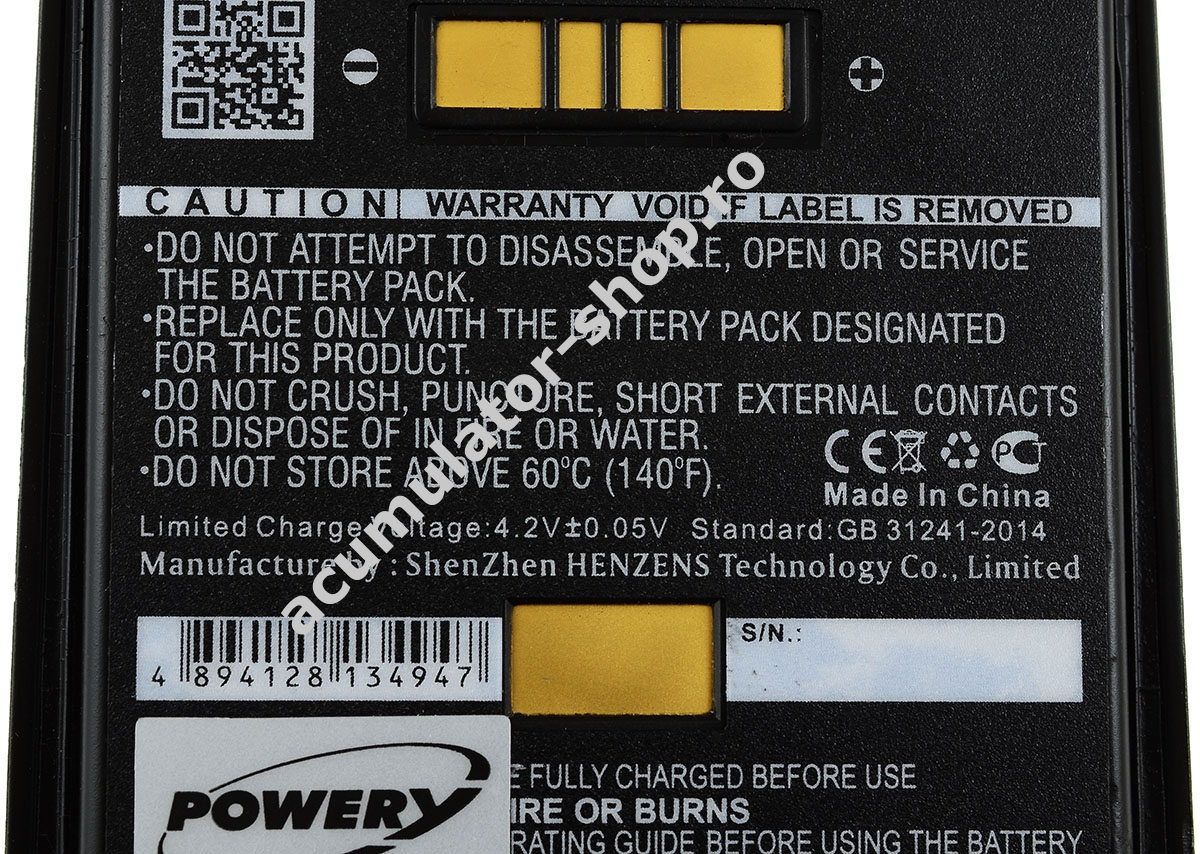 CAUTION | WARRANTY VOID IF LABEL IS REMOVED
•DO NOT ATTEMPT TO DISASSEMBLE, OPEN OR SERVICE
THE BATTERY PACK.
•REPLACE ONLY WITH THE BATTERY PACK DESIGNATED
FOR THIS PRODUCT.
•DO NOT CRUSH, PUNCTURE, SHORT EXTERNAL CONTACTS
OR DISPOSE OF IN FIRE OR WATER.
•DO NOT STORE ABOVE 60°C (140°F).
CE PCT
Made In China
Limited Charge Voltage:4.2V±0.05V Standard:GB 31241-2014
Manufacture by : ShenZhen HENZENS Technology Co., Limited
acumulator-shop.ro
4 894128 134947
S/N.:
POWERY
FULLY CHARGED BEFORE USE
IRE OR BURNS
RATING GUIDE BEFORE USING THE BATTERY